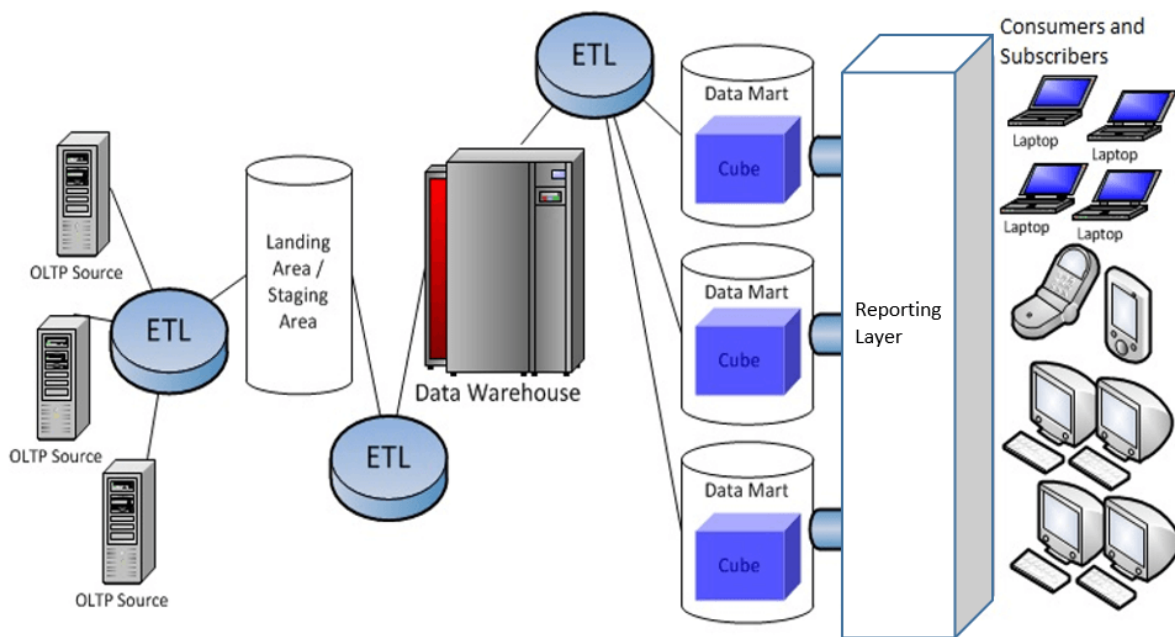 OLTP Source
OLTP Source
OLTP Source
ETL
Landing
Area /
Staging
Area
ETL
Data Warehouse
ETL
Data Mart
Cube
Data Mart
Cube
Data Mart
Cube
Reporting
Layer
Consumers and
Subscribers
Laptop
Laptop
Laptop
Laptop